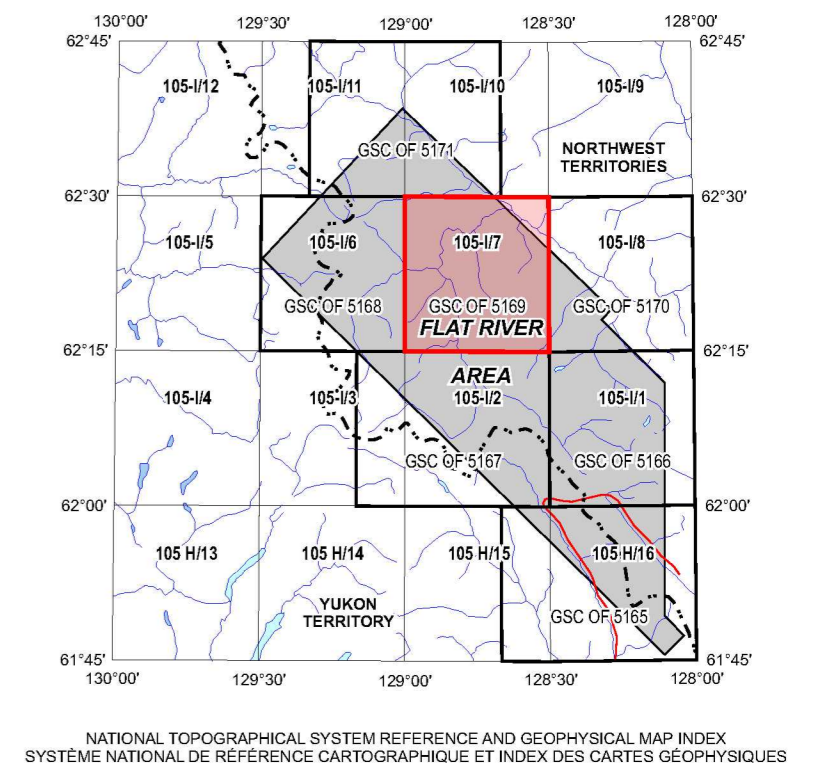 130°00' 129°30' 129°00' 128°30' 128°00'
62°45' 62°45'
105-I/12 105-I/11 105-I/10 105-I/9
GSC OF 5171
NORTHWEST
TERRITORIES
62°30' 62°30'
105-I/5 105-I/6 105-I/7 105-I/8
GSC OF 5168 GSC OF 5169 GSC OF 5170
FLAT RIVER
62°15' 62°15'
AREA
105-I/4 105-I/3 105-I/2 105-I/1
GSC OF 5167 GSC OF 5166
62°00' 62°00'
105 H/13 105 H/14 105 H/15 105 H/16
YUKON
TERRITORY
GSC OF 5165
61°45' 61°45'
130°00' 129°30' 129°00' 128°30' 128°00'
NATIONAL TOPOGRAPHICAL SYSTEM REFERENCE AND GEOPHYSICAL MAP INDEX
SYSTÈME NATIONAL DE RÉFÉRENCE CARTOGRAPHIQUE ET INDEX DES CARTES GÉOPHYSIQUES